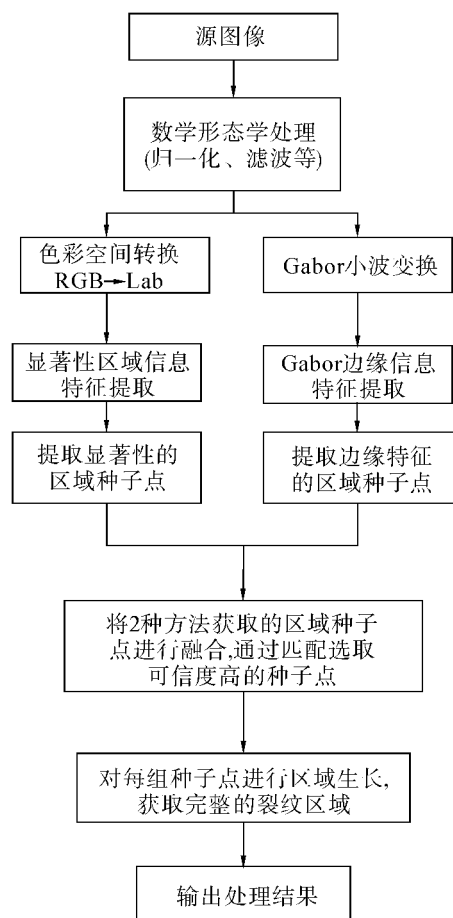 源图像
数学形态学处理
(归一化、滤波等)
色彩空间转换
RGB→Lab
Gabor小波变换
显著性区域信息
特征提取
Gabor边缘信息
特征提取
提取显著性的
区域种子点
提取边缘特征
的区域种子点
将2种方法获取的区域种子
点进行融合,通过匹配选取
可信度高的种子点
对每组种子点进行区域生长,
获取完整的裂纹区域
输出处理结果